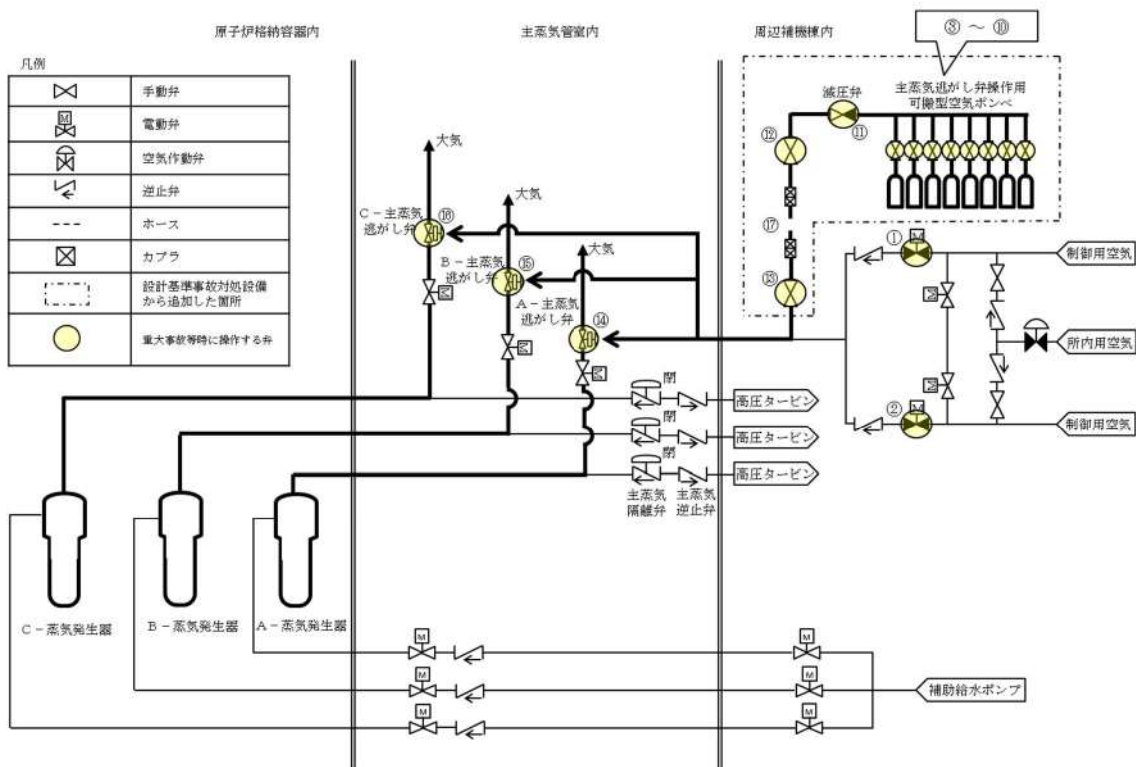 原子炉格納容器内
主蒸気管室内
周辺補機棟内
③ ～ ⑩
凡例
手動弁
M
電動弁
空気作動弁
逆止弁
ホース
カプラ
設計基準事故対処設備
から追加した箇所
重大事故等時に操作する弁
主蒸気逃がし弁操作用
可搬型空気ボンベ
減圧弁
⑪
⑫
⑰
⑬
大気
C－主蒸気
逃がし弁
⑯
大気
B－主蒸気
逃がし弁
⑮
大気
A－主蒸気
逃がし弁
⑭
M
M
M
①
M
制御用空気
M
所内用空気
M
②
M
制御用空気
閉
高圧タービン
閉
高圧タービン
閉
高圧タービン
主蒸気
隔離弁
主蒸気
逆止弁
C－蒸気発生器
B－蒸気発生器
A－蒸気発生器
M
M
M
M
補助給水ポンプ
M
M